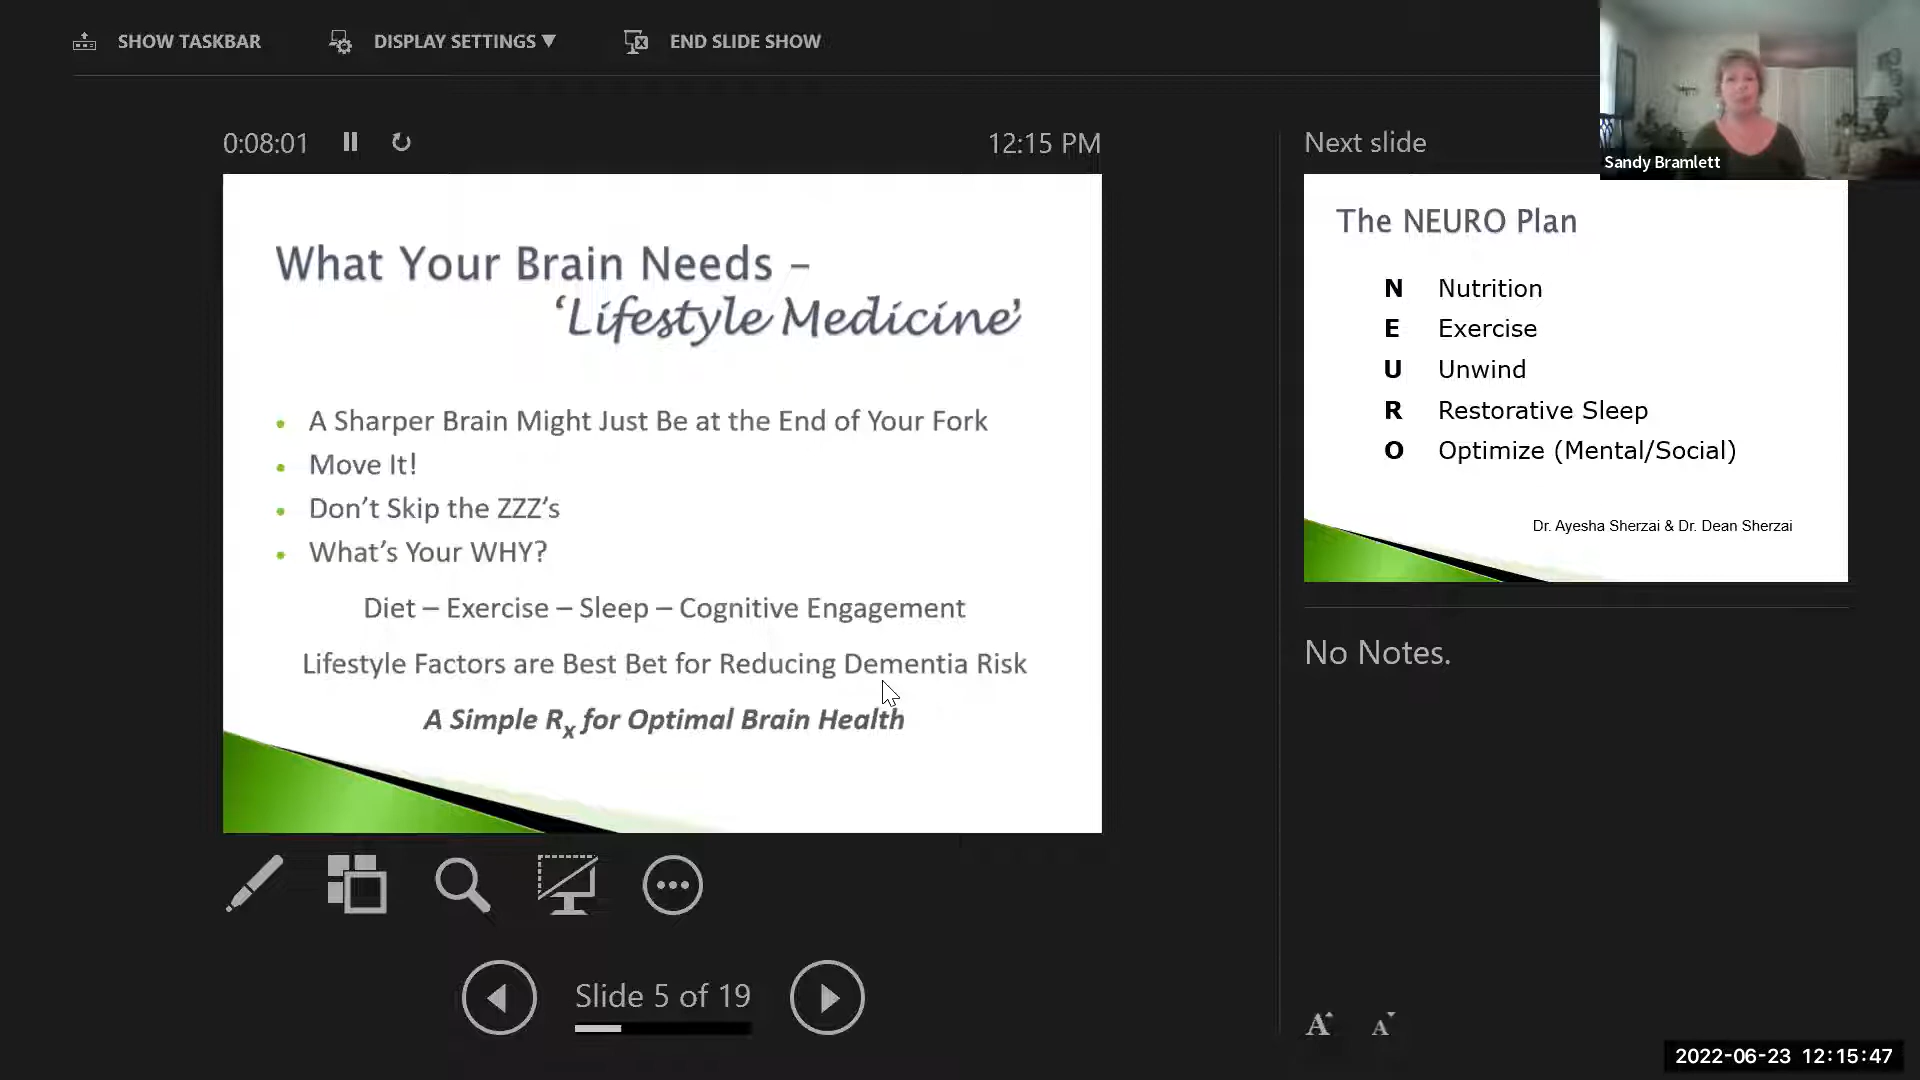 SHOW TASKBAR
DISPLAY SETTINGS ▼
END SLIDE SHOW
Sandy Bramlett
0:08:01
12:15 PM
What Your Brain Needs –
‘Lifestyle Medicine’
• A Sharper Brain Might Just Be at the End of Your Fork
• Move It!
• Don’t Skip the ZZZ’s
• What’s Your WHY?
Diet – Exercise – Sleep – Cognitive Engagement
Lifestyle Factors are Best Bet for Reducing Dementia Risk
A Simple Rx for Optimal Brain Health
Slide 5 of 19
Next slide
The NEURO Plan
N Nutrition
E Exercise
U Unwind
R Restorative Sleep
O Optimize (Mental/Social)
Dr. Ayesha Sherzai & Dr. Dean Sherzai
No Notes.
A A
2022-06-23 12:15:47